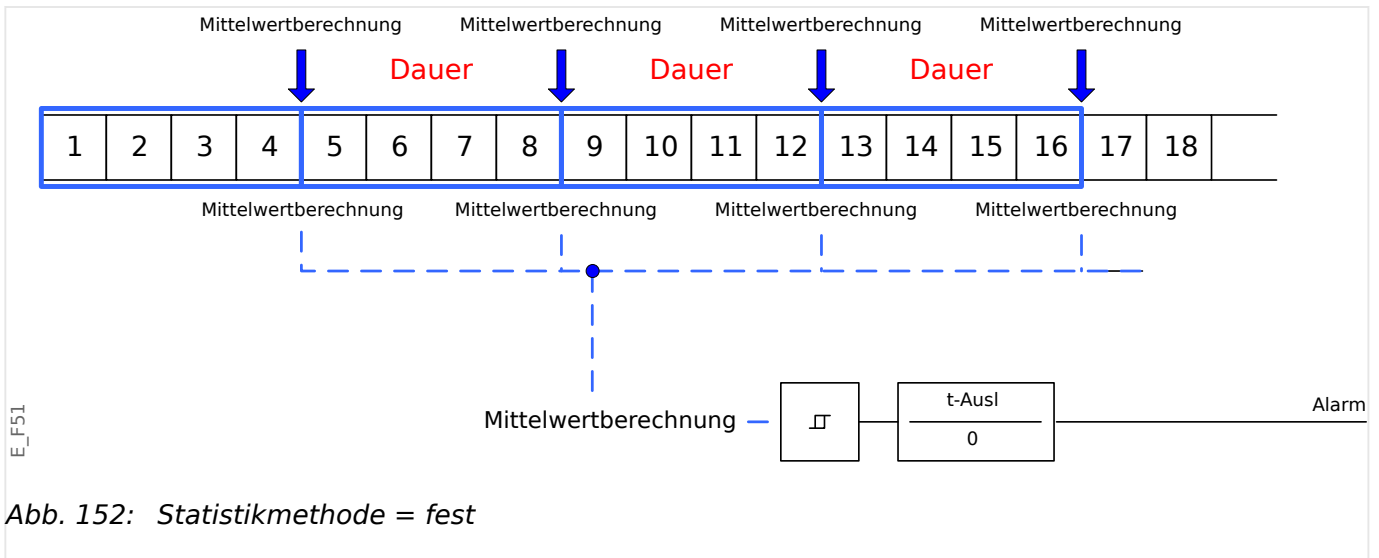 Mittelwertberechnung Mittelwertberechnung Mittelwertberechnung Mittelwertberechnung
Dauer Dauer Dauer
1 2 3 4 5 6 7 8 9 10 11 12 13 14 15 16 17 18
Mittelwertberechnung Mittelwertberechnung Mittelwertberechnung Mittelwertberechnung
t-Ausl
Alarm
Mittelwertberechnung
0
E_F51
Abb. 152: Statistikmethode = fest